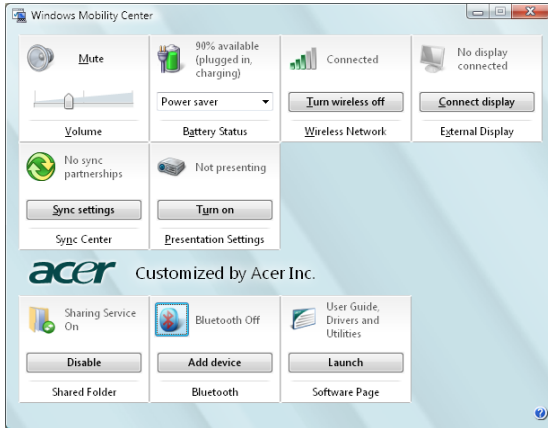 Windows Mobility Center
Mute
Volume
90% available
(plugged in,
charging)
Power saver
Battery Status
Connected
Turn wireless off
Wireless Network
No display
connected
Connect display
External Display
No sync
partnerships
Sync settings
Sync Center
Not presenting
Turn on
Presentation Settings
acer Customized by Acer Inc.
Sharing Service
On
Disable
Shared Folder
Bluetooth Off
Add device
Bluetooth
User Guide,
Drivers and
Utilities
Launch
Software Page
?